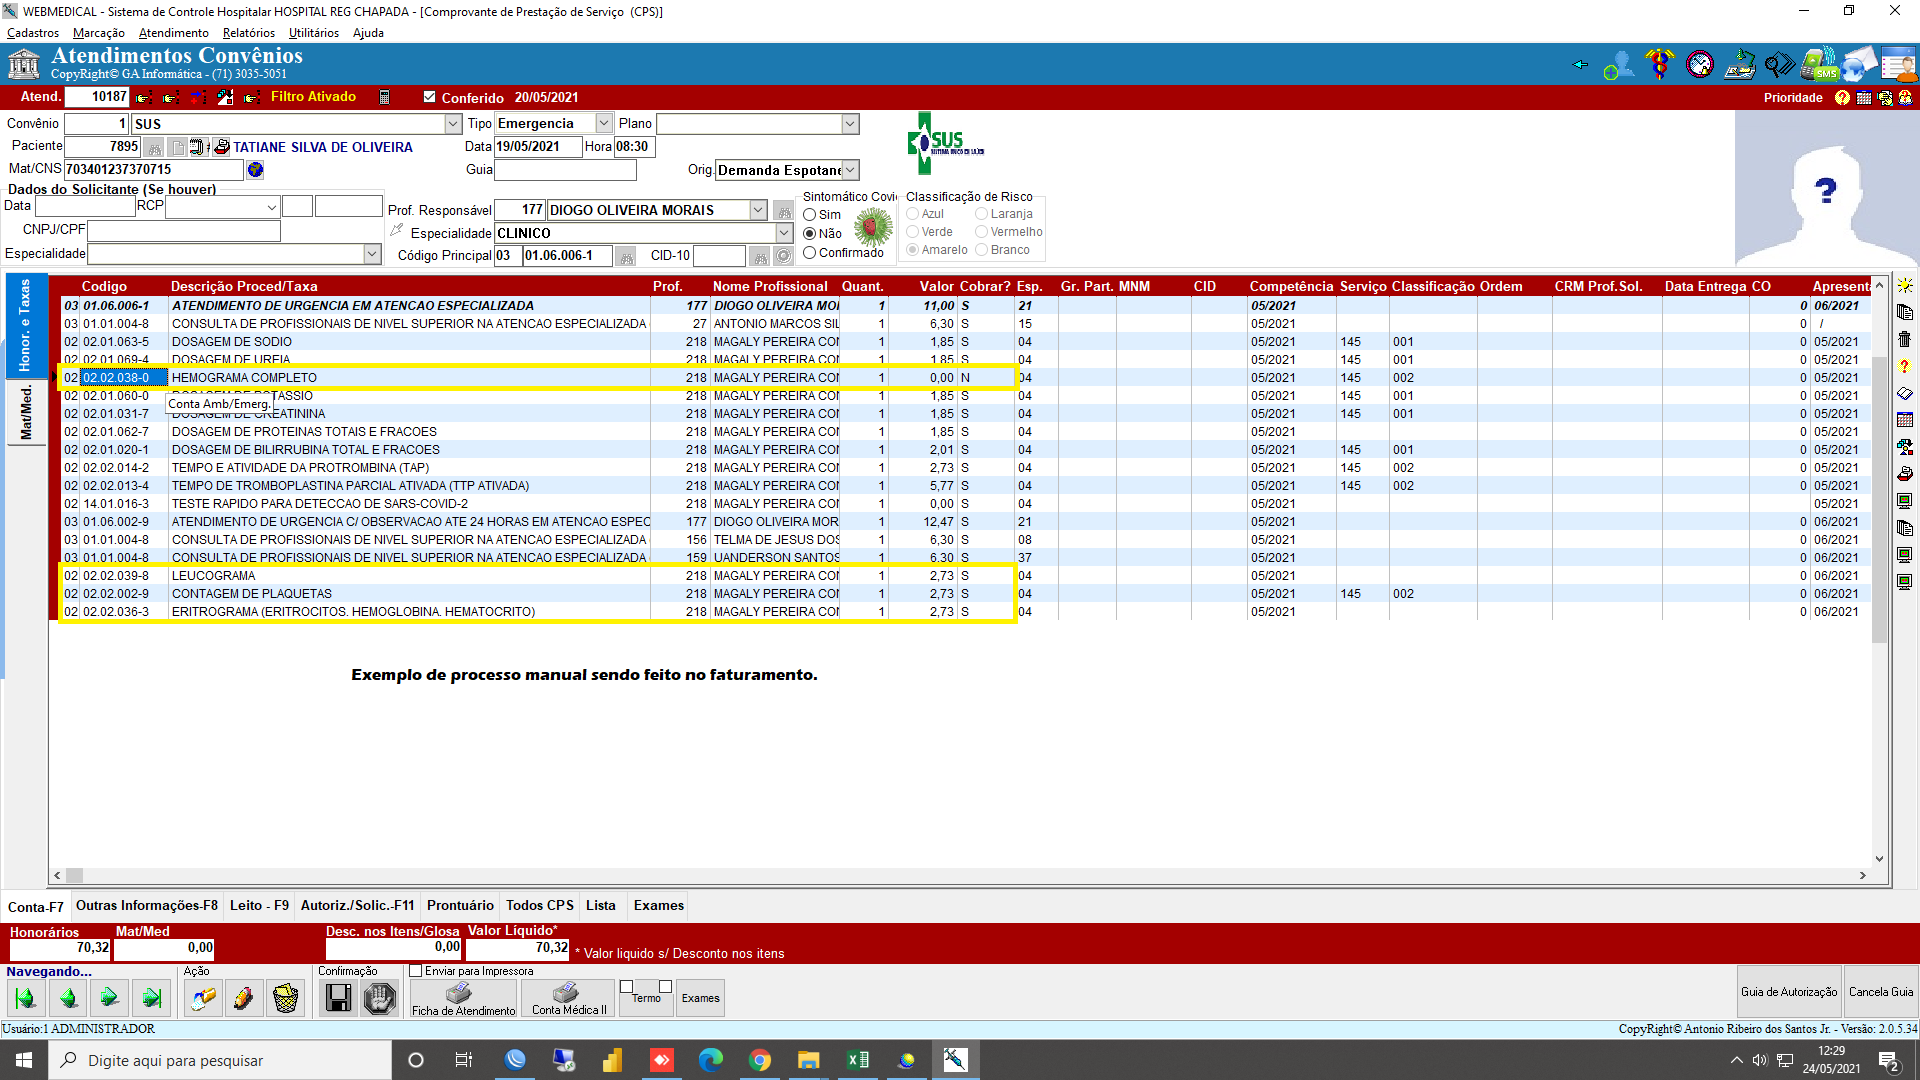 WEBMEDICAL - Sistema de Controle Hospitalar HOSPITAL REG CHAPADA - [Comprovante de Prestação de Serviço  (CPS)]
Cadastros Marcação Atendimento Relatórios Utilitários Ajuda
Atendimentos Convênios
CopyRight© GA Informática - (71) 3035-5051
SMS
Atend. 10187 Filtro Ativado Conferido 20/05/2021 Prioridade
Convênio 1 SUS Tipo Emergencia Plano
Paciente 7895 TATIANE SILVA DE OLIVEIRA Data 19/05/2021 Hora 08:30
SUS
Mat/CNS 703401237370715 Guia Orig. Demanda Espotane
Dados do Solicitante (Se houver)
Data RCP Prof. Responsável 177 DIOGO OLIVEIRA MORAIS
CNPJ/CPF Especialidade CLINICO
Especialidade Código Principal 03 01.06.006-1 CID-10
Sintomático Covi
Sim
Não
Confirmado
Classificação de Risco
Azul Laranja
Verde Vermelho
Amarelo Branco
?
Honor. e Taxas
Mat/Med.
Codigo Descrição Proced/Taxa Prof. Nome Profissional Quant. Valor Cobrar? Esp. Gr. Part. MNM CID Competência Serviço Classificação Ordem CRM Prof.Sol. Data Entrega CO Apresenta
03 01.06.006-1 ATENDIMENTO DE URGENCIA EM ATENCAO ESPECIALIZADA 177 DIOGO OLIVEIRA MOI 1 11,00 S 21 05/2021 0 06/2021
03 01.01.004-8 CONSULTA DE PROFISSIONAIS DE NIVEL SUPERIOR NA ATENCAO ESPECIALIZADA 27 ANTONIO MARCOS SIL 1 6,30 S 15 05/2021 0 /
02 02.01.063-5 DOSAGEM DE SODIO 218 MAGALY PEREIRA COI 1 1,85 S 04 05/2021 145 001 0 05/2021
02 02.01.069-4 DOSAGEM DE UREIA 218 MAGALY PEREIRA COI 1 1,85 S 04 05/2021 145 001 0 05/2021
02 02.02.038-0 HEMOGRAMA COMPLETO 218 MAGALY PEREIRA COI 1 0,00 N 04 05/2021 145 002 0 05/2021
02 02.01.060-0 DOSAGEM DE POTASSIO 218 MAGALY PEREIRA COI 1 1,85 S 04 05/2021 145 001 0 05/2021
Conta Amb/Emerg.
02 02.01.031-7 DOSAGEM DE CREATININA 218 MAGALY PEREIRA COI 1 1,85 S 04 05/2021 145 001 0 05/2021
02 02.01.062-7 DOSAGEM DE PROTEINAS TOTAIS E FRACOES 218 MAGALY PEREIRA COI 1 1,85 S 04 05/2021 0 05/2021
02 02.01.020-1 DOSAGEM DE BILIRRUBINA TOTAL E FRACOES 218 MAGALY PEREIRA COI 1 2,01 S 04 05/2021 145 001 0 05/2021
02 02.02.014-2 TEMPO E ATIVIDADE DA PROTROMBINA (TAP) 218 MAGALY PEREIRA COI 1 2,73 S 04 05/2021 145 002 0 05/2021
02 02.02.013-4 TEMPO DE TROMBOPLASTINA PARCIAL ATIVADA (TTP ATIVADA) 218 MAGALY PEREIRA COI 1 5,77 S 04 05/2021 145 002 0 05/2021
02 14.01.016-3 TESTE RAPIDO PARA DETECCAO DE SARS-COVID-2 218 MAGALY PEREIRA COI 1 0,00 S 04 05/2021 05/2021
03 01.06.002-9 ATENDIMENTO DE URGENCIA C/ OBSERVACAO ATE 24 HORAS EM ATENCAO ESPEC 177 DIOGO OLIVEIRA MOR 1 12,47 S 21 05/2021 0 06/2021
03 01.01.004-8 CONSULTA DE PROFISSIONAIS DE NIVEL SUPERIOR NA ATENCAO ESPECIALIZADA 156 TELMA DE JESUS DOS 1 6,30 S 08 05/2021 0 06/2021
03 01.01.004-8 CONSULTA DE PROFISSIONAIS DE NIVEL SUPERIOR NA ATENCAO ESPECIALIZADA 159 UANDERSON SANTOS 1 6,30 S 37 05/2021 0 06/2021
02 02.02.039-8 LEUCOGRAMA 218 MAGALY PEREIRA COI 1 2,73 S 04 05/2021 0 06/2021
02 02.02.002-9 CONTAGEM DE PLAQUETAS 218 MAGALY PEREIRA COI 1 2,73 S 04 05/2021 145 002 0 06/2021
02 02.02.036-3 ERITROGRAMA (ERITROCITOS. HEMOGLOBINA. HEMATOCRITO) 218 MAGALY PEREIRA COI 1 2,73 S 04 05/2021 0 06/2021
Exemplo de processo manual sendo feito no faturamento.
Conta-F7 Outras Informações-F8 Leito - F9 Autoriz./Solic.-F11 Prontuário Todos CPS Lista Exames
Honorários Mat/Med Desc. nos Itens/Glosa Valor Líquido*
70,32 0,00 0,00 70,32 * Valor liquido s/ Desconto nos itens
Navegando... Ação Confirmação Enviar para Impressora
Ficha de Atendimento Conta Médica II Termo Exames Guia de Autorização Cancela Guia
Usuário:1 ADMINISTRADOR CopyRight© Antonio Ribeiro dos Santos Jr. - Versão: 2.0.5.34
Digite aqui para pesquisar
12:29
24/05/2021
2